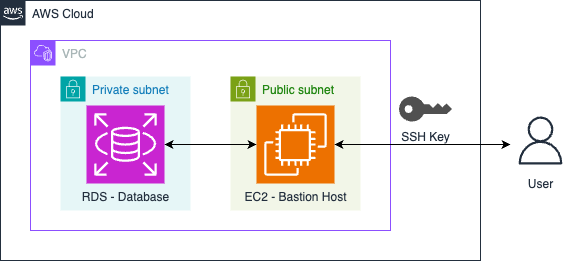 aws
AWS Cloud
VPC
Private subnet
Public subnet
SSH Key
RDS - Database
EC2 - Bastion Host
User